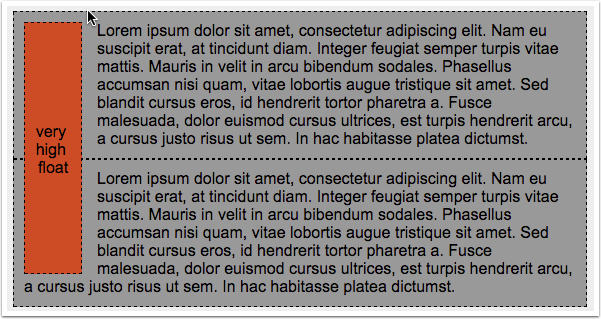 very
high
float
Lorem ipsum dolor sit amet, consectetur adipiscing elit. Nam eu
suscipit erat, at tincidunt diam. Integer feugiat semper turpis vitae
mattis. Mauris in velit in arcu bibendum sodales. Phasellus
accumsan nisi quam, vitae lobortis augue tristique sit amet. Sed
blandit cursus eros, id hendrerit tortor pharetra a. Fusce
malesuada, dolor euismod cursus ultrices, est turpis hendrerit arcu,
a cursus justo risus ut sem. In hac habitasse platea dictumst.
Lorem ipsum dolor sit amet, consectetur adipiscing elit. Nam eu
suscipit erat, at tincidunt diam. Integer feugiat semper turpis vitae
mattis. Mauris in velit in arcu bibendum sodales. Phasellus
accumsan nisi quam, vitae lobortis augue tristique sit amet. Sed
blandit cursus eros, id hendrerit tortor pharetra a. Fusce
malesuada, dolor euismod cursus ultrices, est turpis hendrerit arcu,
a cursus justo risus ut sem. In hac habitasse platea dictumst.